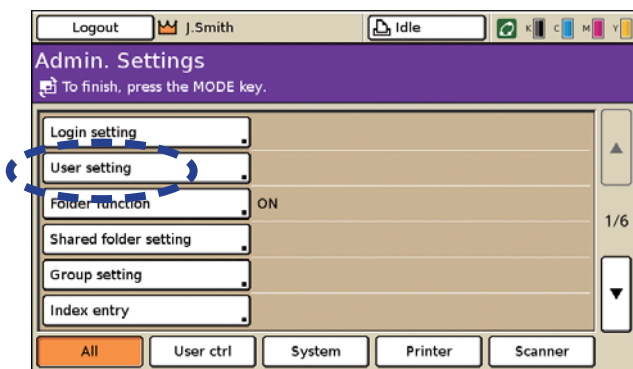 Logout J.Smith Idle K C M Y
Admin. Settings
To finish, press the MODE key.
Login setting
User setting
Folder function ON
Shared folder setting
Group setting
Index entry
1/6
All User ctrl System Printer Scanner